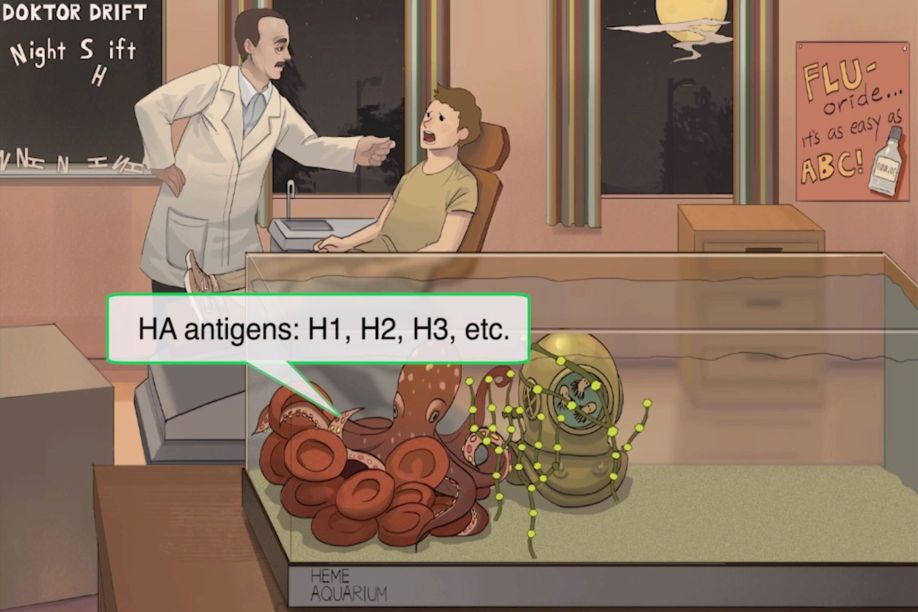 DOKTOR DRIFT
Night S ift
H
FLU-
oride...
it's as easy as
ABC!
HA antigens: H1, H2, H3, etc.
HEME
AQUARIUM